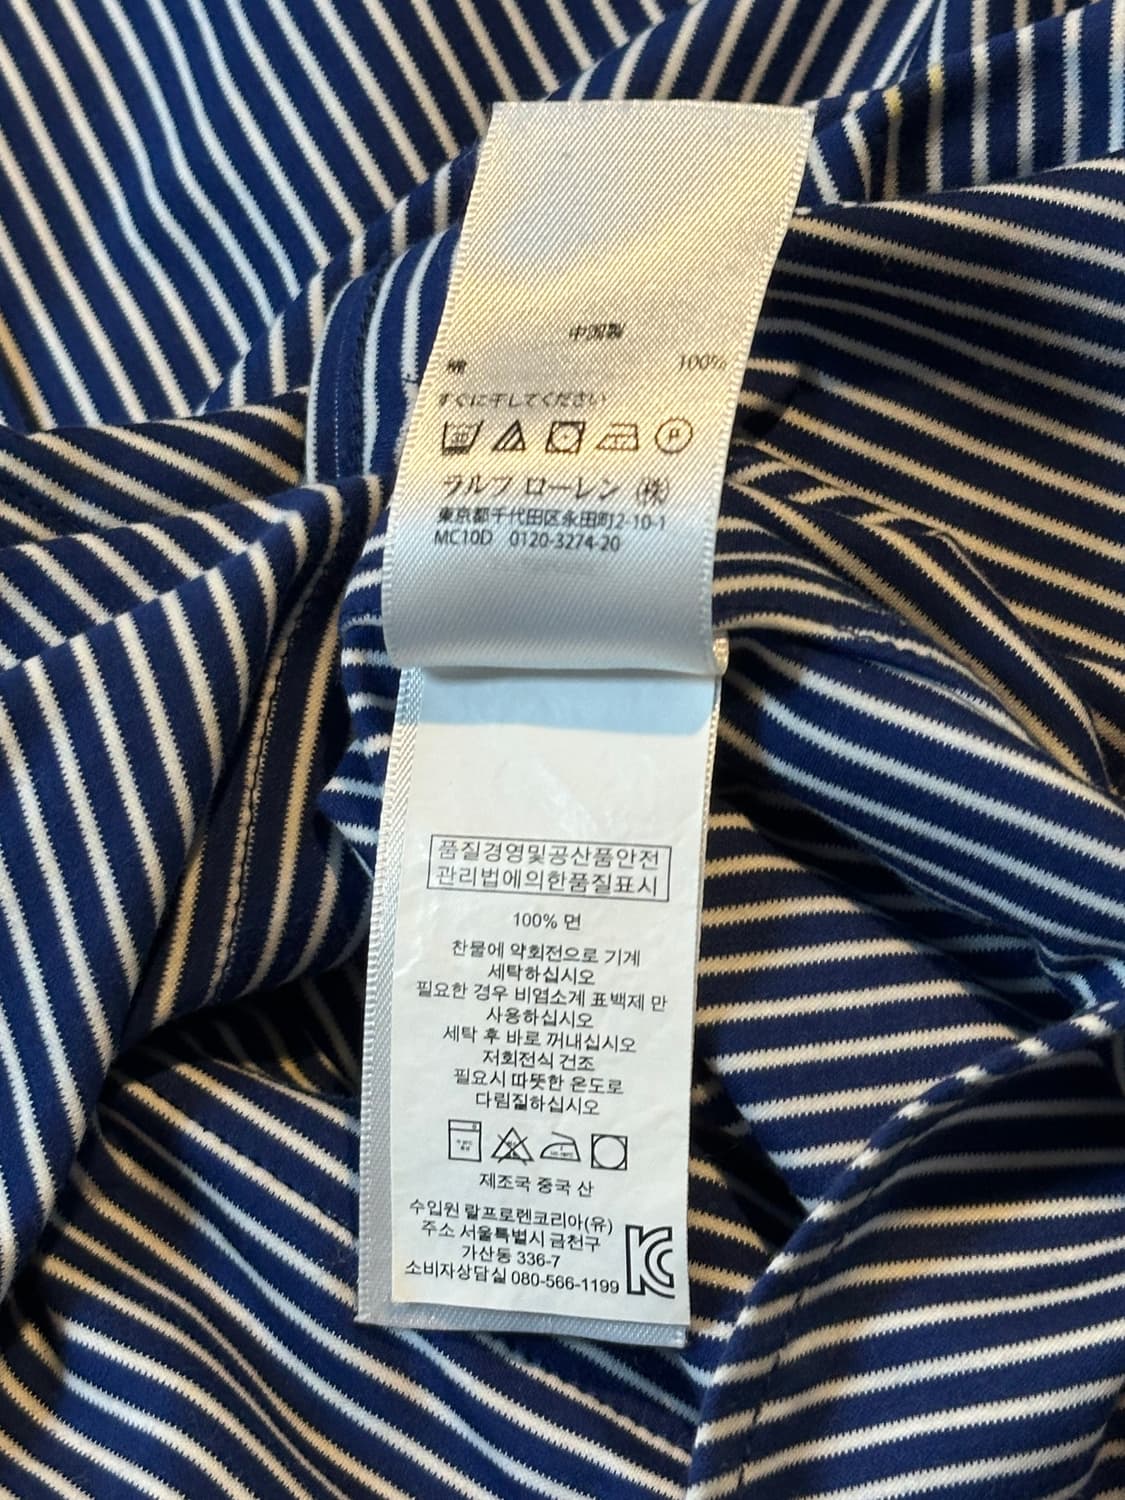 中国製
綿 100%
すぐに干してください
P
ラルフ ローレン (株)
東京都千代田区永田町2-10-1
MC10D 0120-3274-20
품질경영및공산품안전
관리법에의한품질표시
100% 면
찬물에 약회전으로 기계
세탁하십시오
필요한 경우 비염소계 표백제 만
사용하십시오
세탁 후 바로 꺼내십시오
저회전식 건조
필요시 따뜻한 온도로
다림질하십시오
제조국 중국 산
수입원 랄프로렌코리아(유)
주소 서울특별시 금천구
가산동 336-7
소비자상담실 080-566-1199